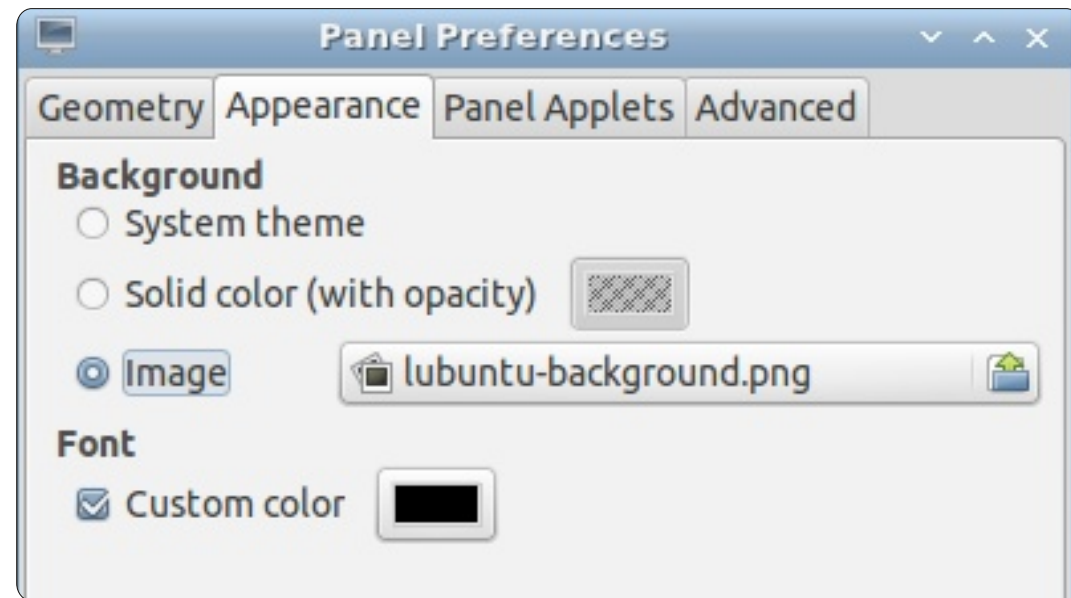 Panel Preferences
Geometry Appearance Panel Applets Advanced
Background
System theme
Solid color (with opacity)
Image lubuntu-background.png
Font
Custom color